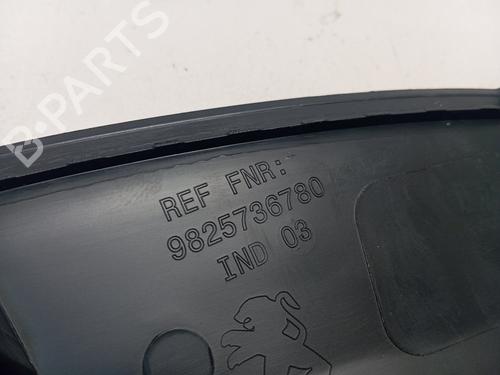 B-PARTS
REF FNR:
9825736780
IND 03